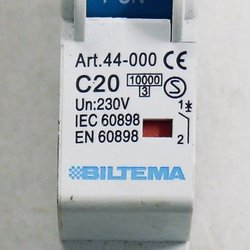 Art.44-000 CE
C20 10000 S
3
Un:230V 1
IEC 60898
EN 60898 2
BILTEMA